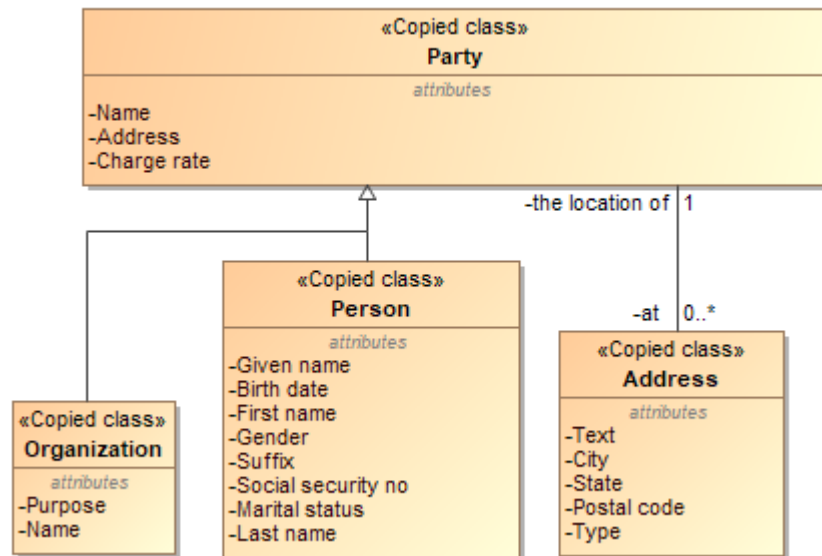 «Copied class»
Party
attributes
-Name
-Address
-Charge rate
-the location of 1
-at 0..*
«Copied class»
Person
attributes
-Given name
-Birth date
-First name
-Gender
-Suffix
-Social security no
-Marital status
-Last name
«Copied class»
Organization
attributes
-Purpose
-Name
«Copied class»
Address
attributes
-Text
-City
-State
-Postal code
-Type